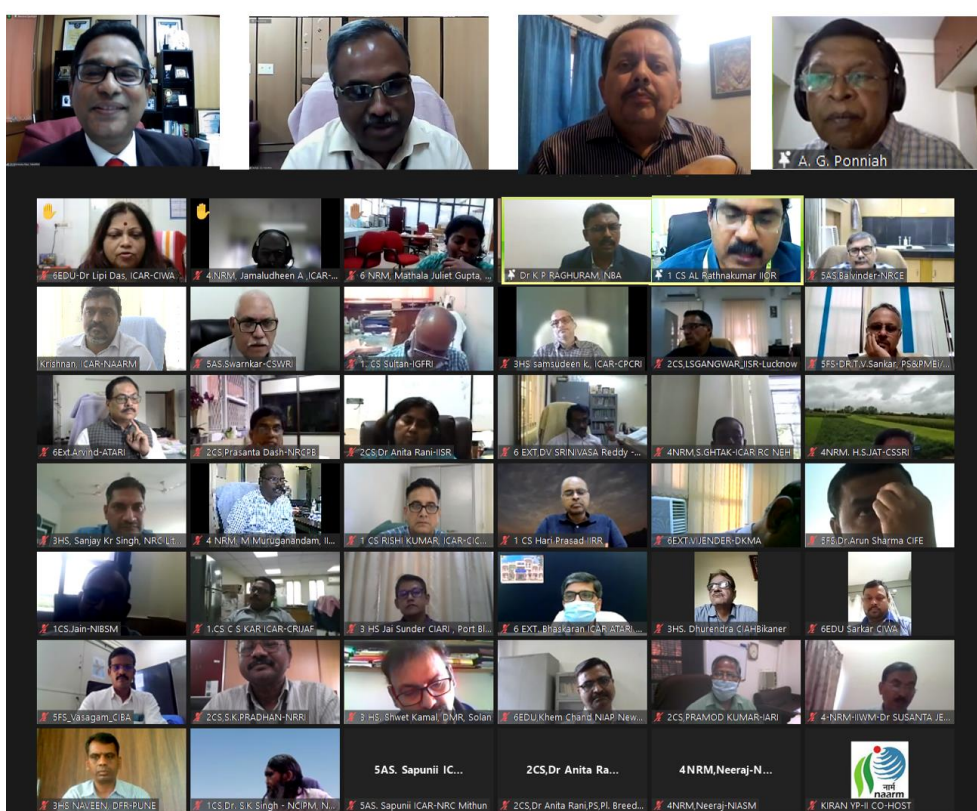 A. G. Ponniah
6EDU-Dr Lipi Das, ICAR-CIWA
4.NRM, Jamaludheen A ,ICAR-...
6 NRM, Mathala Juliet Gupta, ...
Dr K P RAGHURAM, NBA
1 CS AL Rathnakumar IIOR
5AS Balvinder-NRCE
Krishnan, ICAR-NAARM
5AS.Swarnkar-CSWRI
1. CS Sultan-IGFRI
3HS samsudeen k, ICAR-CPCRI
2CS,LSGANGWAR,IISR-Lucknow
5FS-DR.T.V.Sankar, PS&PMEi/...
6Ext.Arvind-ATARI
2CS.Prasanta Dash-NRCPB
2CS,Dr Anita Rani-IISR
6 EXT,DV SRINIVASA Reddy -...
4NRM,S.GHTAK-ICAR RC NEH
4NRM. H.S.JAT-CSSRI
3HS, Sanjay Kr Singh, NRC Lit...
4 NRM, M Muruganandam, II...
1 CS RISHI KUMAR, ICAR-CIC...
1 CS Hari Prasad-IIRR
6EXT.VIJENDER-DKMA
5FS.Dr.Arun Sharma CIFE
1CS.Jain-NIBSM
1.CS C S KAR ICAR-CRIJAF
3 HS Jai Sunder CIARI , Port Bl...
6 EXT. Bhaskaran ICAR ATARI ...
3HS. Dhurendra CIAHBikaner
6EDU Sarkar CIWA
5FS_Vasagam_CIBA
2CS.S.K.PRADHAN-NRRI
3 HS, Shwet Kamal, DMR, Solan
6EDU,Khem Chand NIAP New...
2CS,PRAMOD KUMAR-IARI
4-NRM-IIWM-Dr SUSANTA JE...
5AS. Sapunii IC...
2CS,Dr Anita Ra...
4NRM,Neeraj-N...
नार्म
naarm
3HS NAVEEN, DFR-PUNE
1CS Dr. S.K Singh - NCIPM, N...
5AS. Sapunii ICAR-NRC Mithun
2CS,Dr Anita Rani,PS,Pl. Breed...
4NRM,Neeraj-NIASM
KIRAN YP-II CO-HOST